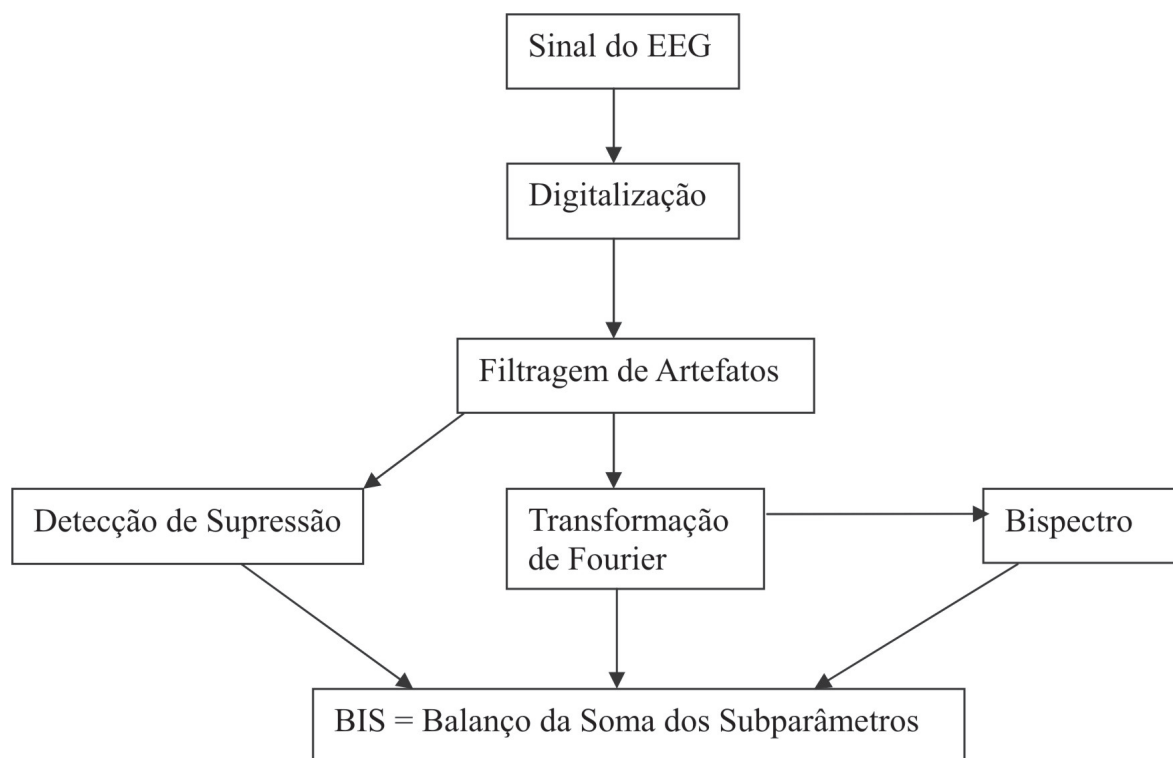 Sinal do EEG
Digitalização
Filtragem de Artefatos
Detecção de Supressão
Transformação
de Fourier
Bispectro
BIS = Balanço da Soma dos Subparâmetros